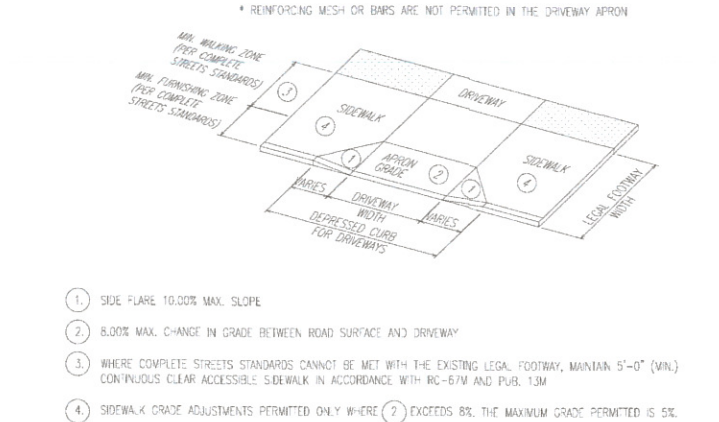 * REINFORCING MESH OR BARS ARE NOT PERMITTED IN THE DRIVEWAY APRON
MIN. WALKING ZONE
(PER COMPLETE
STREETS STANDARDS)
MIN. FURNISHING ZONE
(PER COMPLETE
STREETS STANDARDS)
3
SIDEWALK
4
DRIVEWAY
1
APRON
GRADE
2
1
SIDEWALK
4
LEGAL FOOTWAY
WIDTH
VARIES
DRIVEWAY
WIDTH
VARIES
DEPRESSED CURB
FOR DRIVEWAYS
1. SIDE FLARE 10.00% MAX. SLOPE
2. 8.00% MAX. CHANGE IN GRADE BETWEEN ROAD SURFACE AND DRIVEWAY
3. WHERE COMPLETE STREETS STANDARDS CANNOT BE MET WITH THE EXISTING LEGAL FOOTWAY, MAINTAIN 5'-0" (MIN.)
CONTINUOUS CLEAR ACCESSIBLE SIDEWALK IN ACCORDANCE WITH RC-67M AND PUB. 13M
4. SIDEWALK GRADE ADJUSTMENTS PERMITTED ONLY WHERE 2 EXCEEDS 8%. THE MAXIMUM GRADE PERMITTED IS 5%.